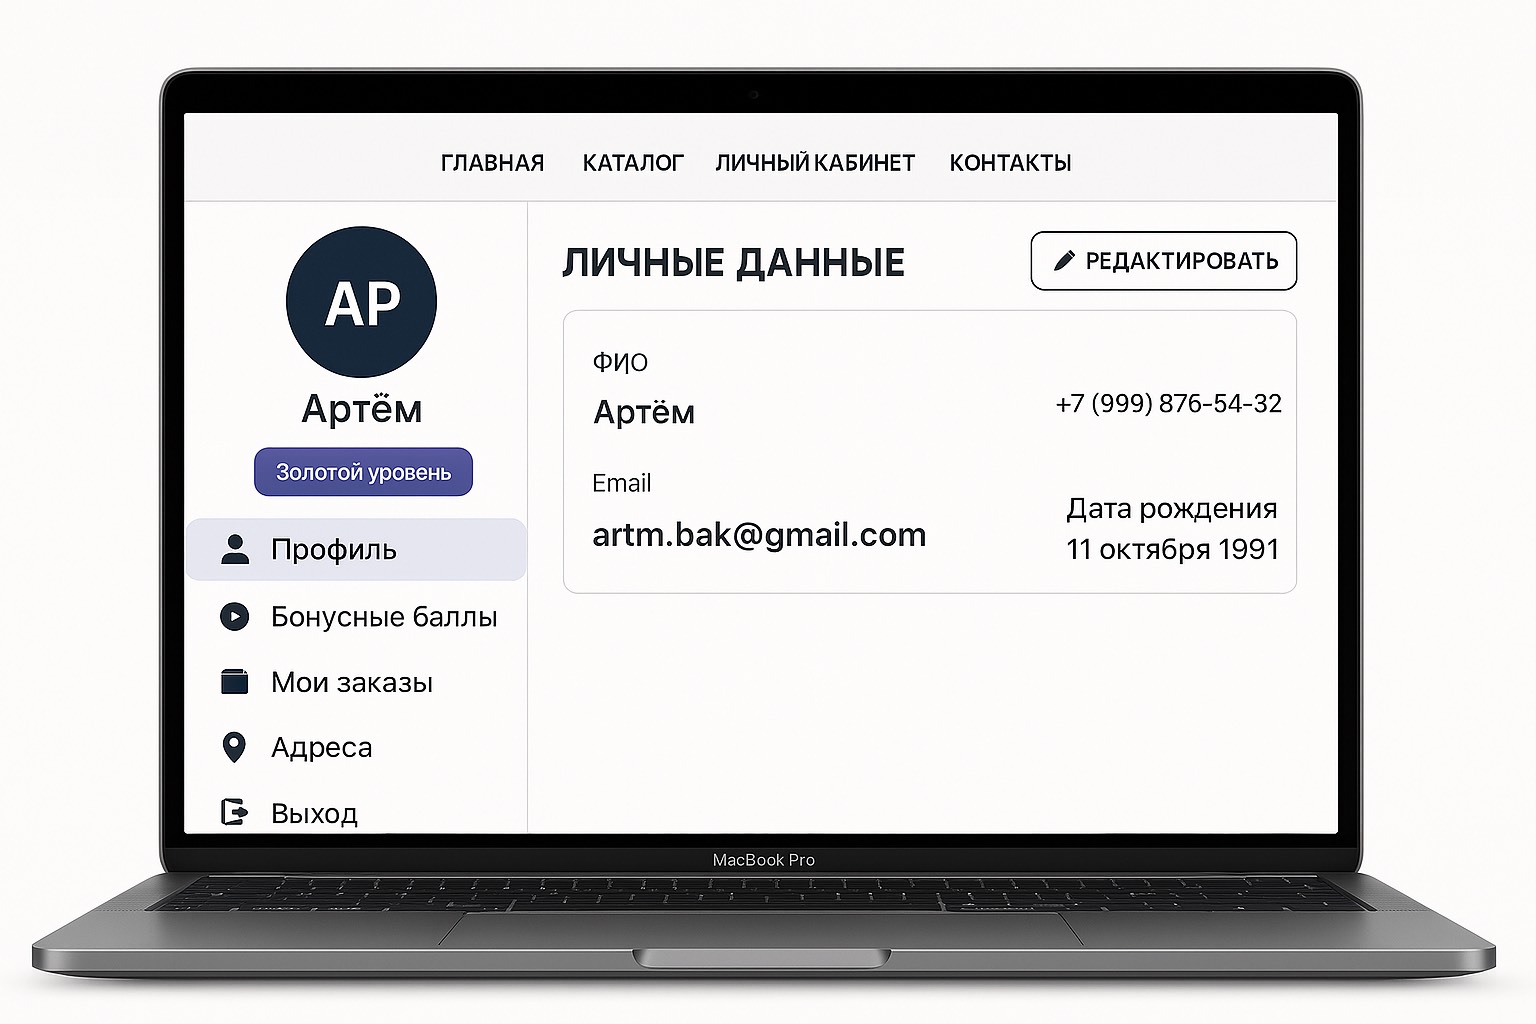 ГЛАВНАЯ КАТАЛОГ ЛИЧНЫЙ КАБИНЕТ КОНТАКТЫ
АР
Артём
Золотой уровень
Профиль
Бонусные баллы
Мои заказы
Адреса
Выход
ЛИЧНЫЕ ДАННЫЕ
РЕДАКТИРОВАТЬ
ФИО
Артём
+7 (999) 876-54-32
Email
artm.bak@gmail.com
Дата рождения
11 октября 1991
MacBook Pro